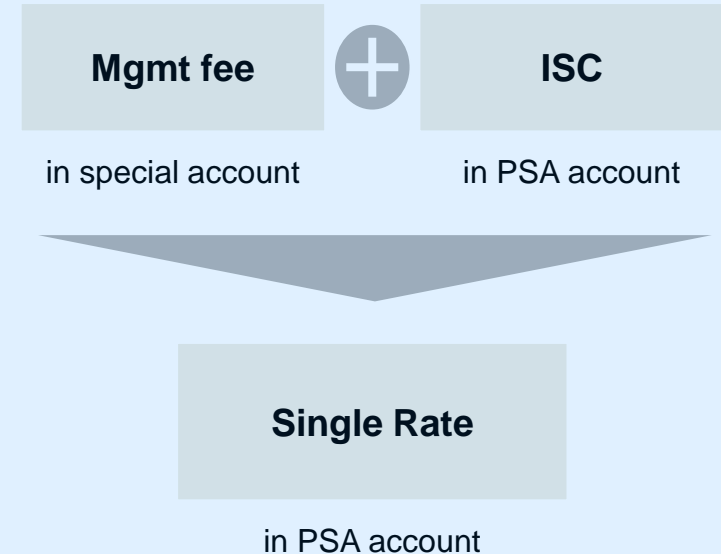 Mgmt fee
ISC
in special account
in PSA account
Single Rate
in PSA account